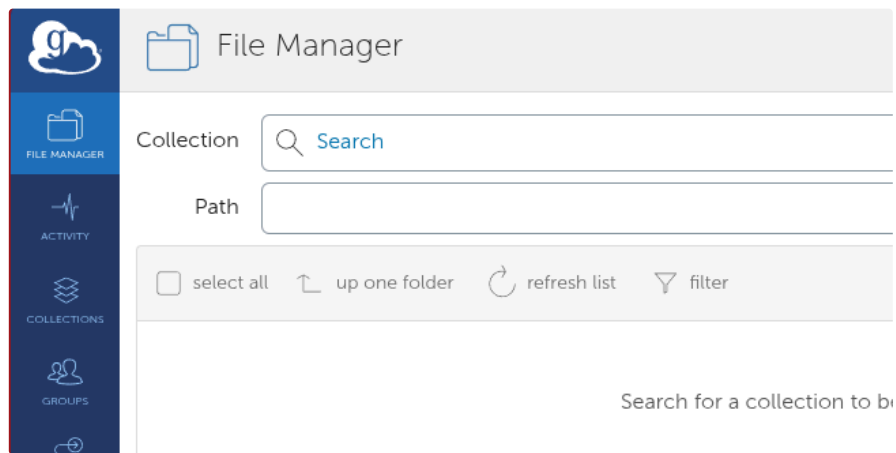 g
File Manager
FILE MANAGER
ACTIVITY
COLLECTIONS
GROUPS
Collection
Search
Path
select all
up one folder
refresh list
filter
Search for a collection to